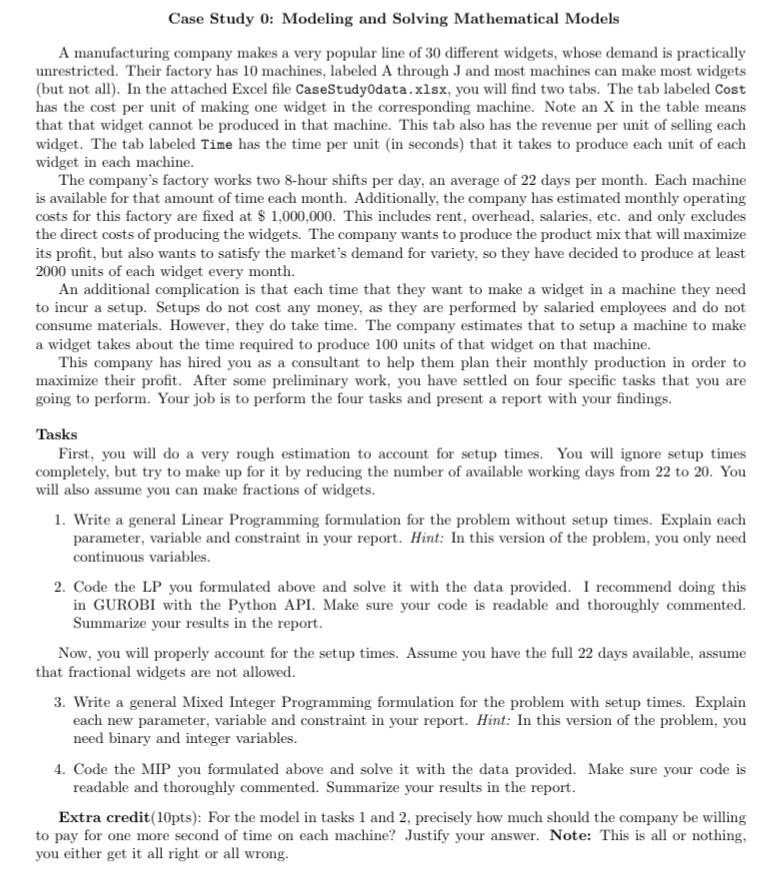 Case Study 0: Modeling and Solving Mathematical Models
A manufacturing company makes a very popular line of 30 different widgets, whose demand is practically
unrestricted. Their factory has 10 machines, labeled A through J and most machines can make most widgets
(but not all). In the attached Excel file CaseStudy0data.xlsx, you will find two tabs. The tab labeled Cost
has the cost per unit of making one widget in the corresponding machine. Note an X in the table means
that that widget cannot be produced in that machine. This tab also has the revenue per unit of selling each
widget. The tab labeled Time has the time per unit (in seconds) that it takes to produce each unit of each
widget in each machine.
The company's factory works two 8-hour shifts per day, an average of 22 days per month. Each machine
is available for that amount of time each month. Additionally, the company has estimated monthly operating
costs for this factory are fixed at $ 1,000,000. This includes rent, overhead, salaries, etc. and only excludes
the direct costs of producing the widgets. The company wants to produce the product mix that will maximize
its profit, but also wants to satisfy the market's demand for variety, so they have decided to produce at least
2000 units of each widget every month.
An additional complication is that each time that they want to make a widget in a machine they need
to incur a setup. Setups do not cost any money, as they are performed by salaried employees and do not
consume materials. However, they do take time. The company estimates that to setup a machine to make
a widget takes about the time required to produce 100 units of that widget on that machine.
This company has hired you as a consultant to help them plan their monthly production in order to
maximize their profit. After some preliminary work, you have settled on four specific tasks that you are
going to perform. Your job is to perform the four tasks and present a report with your findings.
Tasks
First, you will do a very rough estimation to account for setup times. You will ignore setup times
completely, but try to make up for it by reducing the number of available working days from 22 to 20. You
will also assume you can make fractions of widgets.
1. Write a general Linear Programming formulation for the problem without setup times. Explain each
parameter, variable and constraint in your report. Hint: In this version of the problem, you only need
continuous variables.
2. Code the LP you formulated above and solve it with the data provided. I recommend doing this
in GUROBI with the Python API. Make sure your code is readable and thoroughly commented.
Summarize your results in the report.
Now, you will properly account for the setup times. Assume you have the full 22 days available, assume
that fractional widgets are not allowed.
3. Write a general Mixed Integer Programming formulation for the problem with setup times. Explain
each new parameter, variable and constraint in your report. Hint: In this version of the problem, you
need binary and integer variables.
4. Code the MIP you formulated above and solve it with the data provided. Make sure your code is
readable and thoroughly commented. Summarize your results in the report.
Extra credit(10pts): For the model in tasks 1 and 2, precisely how much should the company be willing
to pay for one more second of time on each machine? Justify your answer. Note: This is all or nothing,
you either get it all right or all wrong.